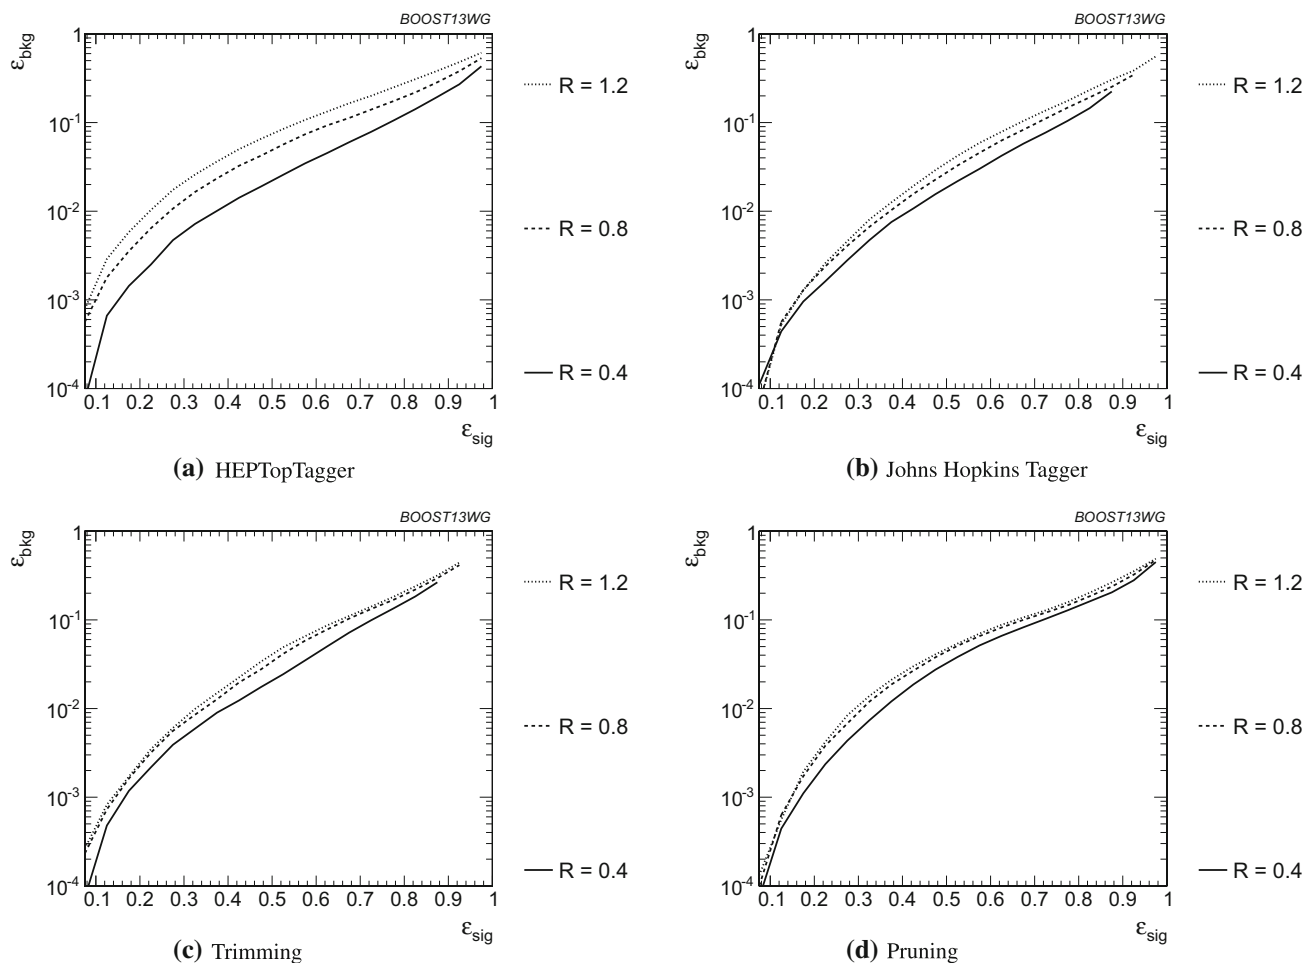 BOOST13WG
ε_bkg
1
10^-1
10^-2
10^-3
10^-4
0.1 0.2 0.3 0.4 0.5 0.6 0.7 0.8 0.9 1
ε_sig
R = 1.2
R = 0.8
R = 0.4
(a) HEPTopTagger
BOOST13WG
ε_bkg
1
10^-1
10^-2
10^-3
10^-4
0.1 0.2 0.3 0.4 0.5 0.6 0.7 0.8 0.9 1
ε_sig
R = 1.2
R = 0.8
R = 0.4
(b) Johns Hopkins Tagger
BOOST13WG
ε_bkg
1
10^-1
10^-2
10^-3
10^-4
0.1 0.2 0.3 0.4 0.5 0.6 0.7 0.8 0.9 1
ε_sig
R = 1.2
R = 0.8
R = 0.4
(c) Trimming
BOOST13WG
ε_bkg
1
10^-1
10^-2
10^-3
10^-4
0.1 0.2 0.3 0.4 0.5 0.6 0.7 0.8 0.9 1
ε_sig
R = 1.2
R = 0.8
R = 0.4
(d) Pruning